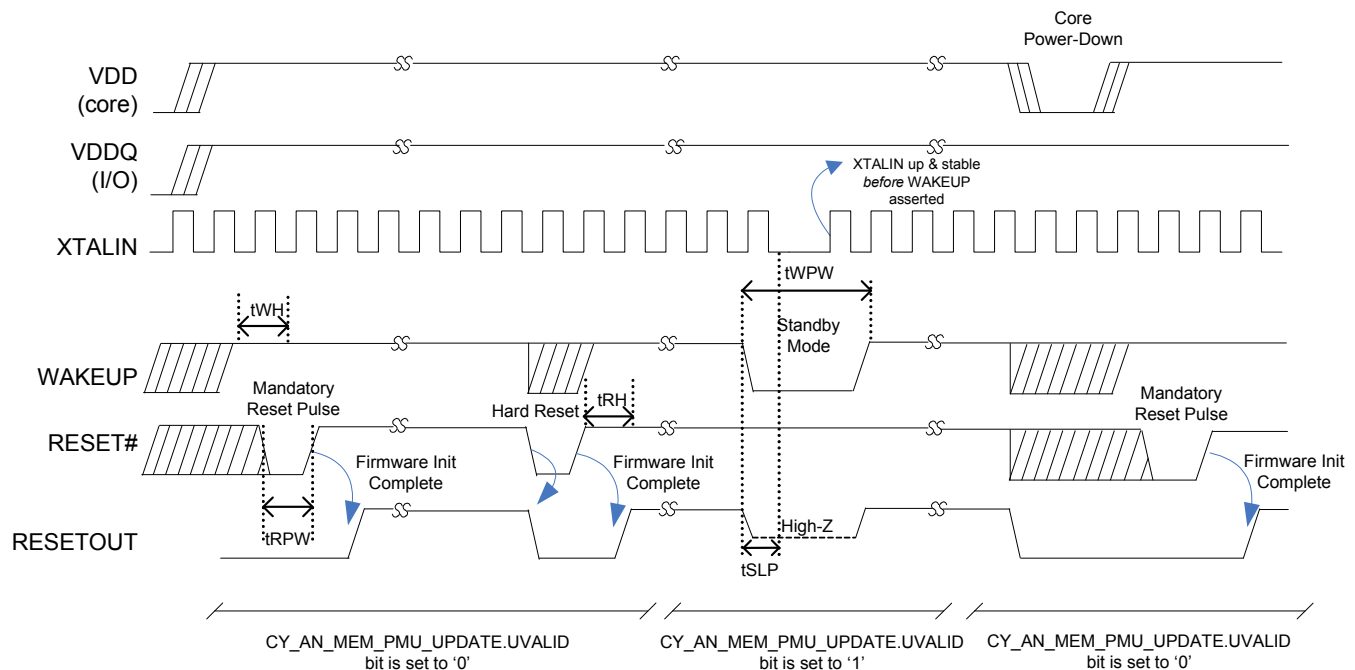 Core
Power-Down
VDD
(core)
VDDQ
(I/O)
XTALIN up & stable
before WAKEUP
asserted
XTALIN
tWPW
tWH
Standby
Mode
WAKEUP
Mandatory
Reset Pulse
Hard Reset
tRH
Mandatory
Reset Pulse
RESET#
Firmware Init
Complete
Firmware Init
Complete
Firmware Init
Complete
RESETOUT
tRPW
High-Z
tSLP
CY_AN_MEM_PMU_UPDATE.UVALID
bit is set to ‘0’
CY_AN_MEM_PMU_UPDATE.UVALID
bit is set to ‘1’
CY_AN_MEM_PMU_UPDATE.UVALID
bit is set to ‘0’